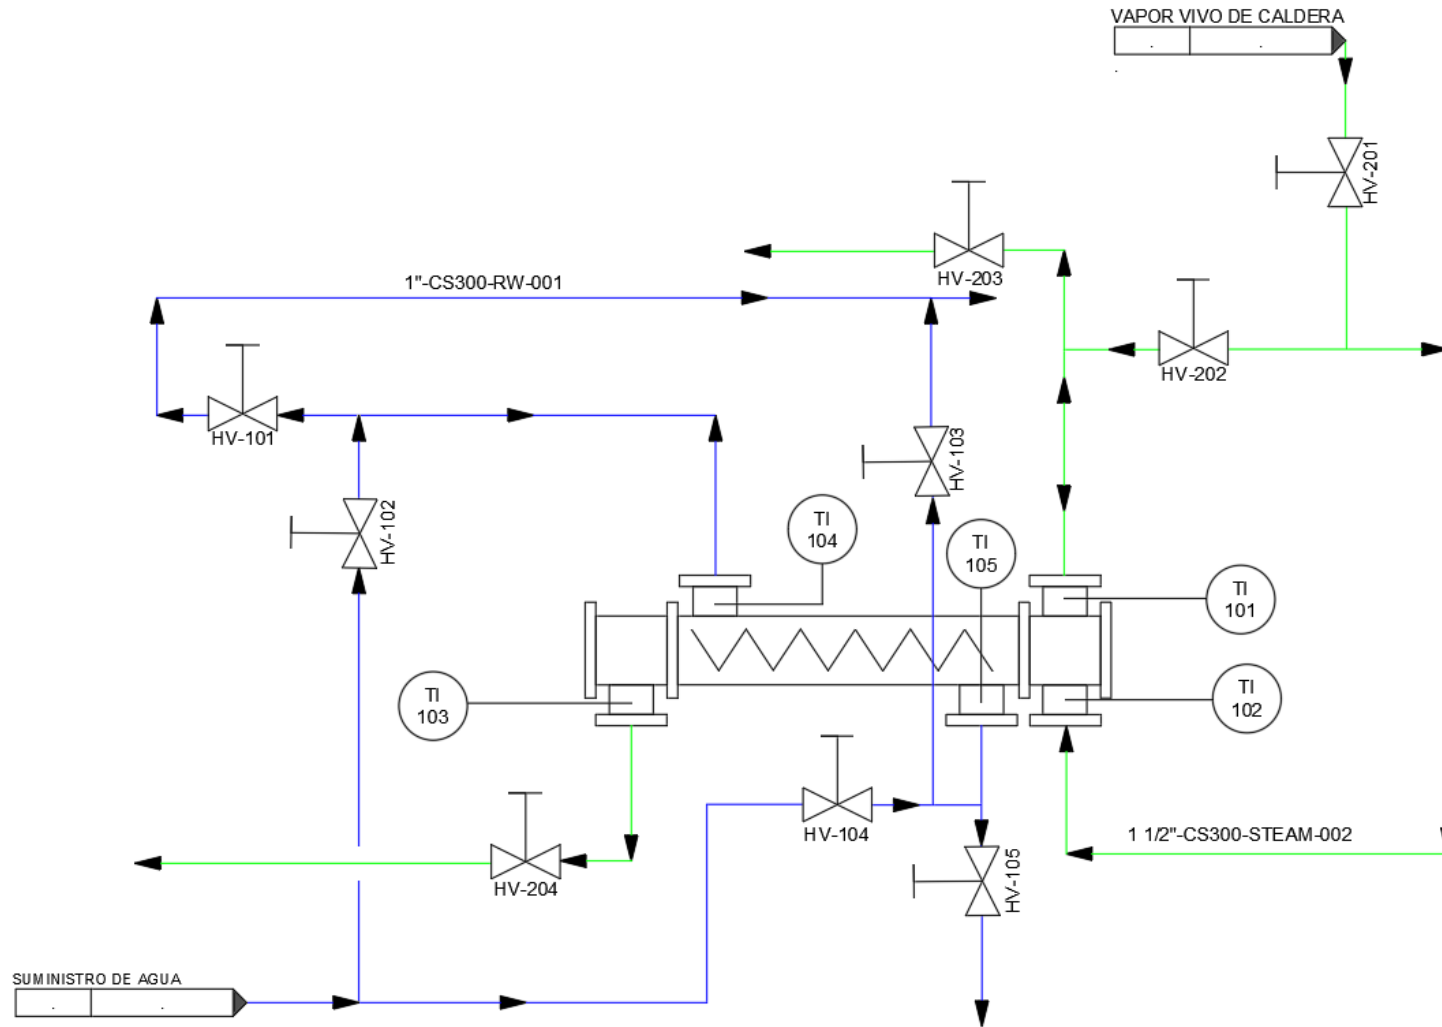 VAPOR VIVO DE CALDERA
HV-201
HV-203
1"-CS300-RW-001
HV-202
HV-101
HV-103
HV-102
TI
104
TI
105
TI
101
TI
103
TI
102
HV-104
1 1/2"-CS300-STEAM-002
HV-204
HV-105
SUMINISTRO DE AGUA